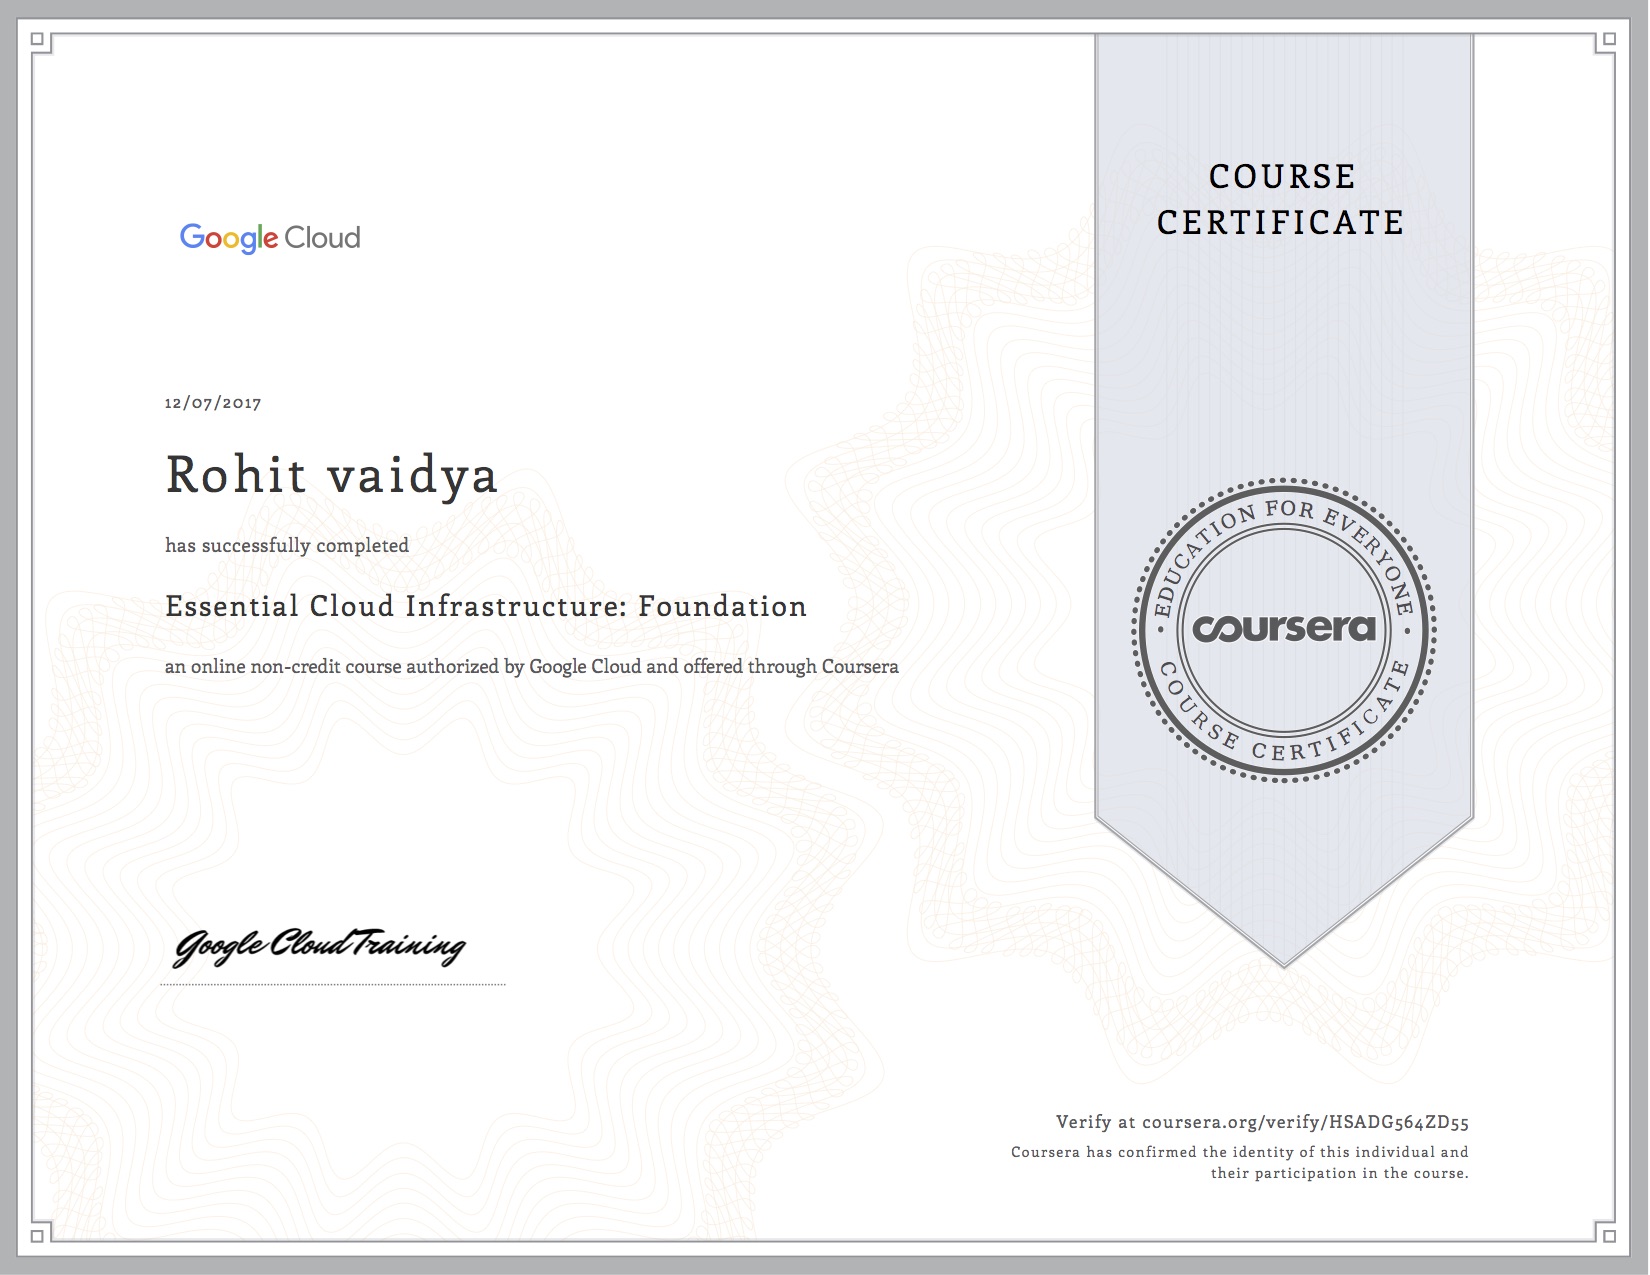 COURSE
CERTIFICATE
Google Cloud
12/07/2017
Rohit vaidya
has successfully completed
Essential Cloud Infrastructure: Foundation
an online non-credit course authorized by Google Cloud and offered through Coursera
EDUCATION FOR EVERYONE
coursera
COURSE CERTIFICATE
Google Cloud Training
Verify at coursera.org/verify/HSADG564ZD55
Coursera has confirmed the identity of this individual and
their participation in the course.